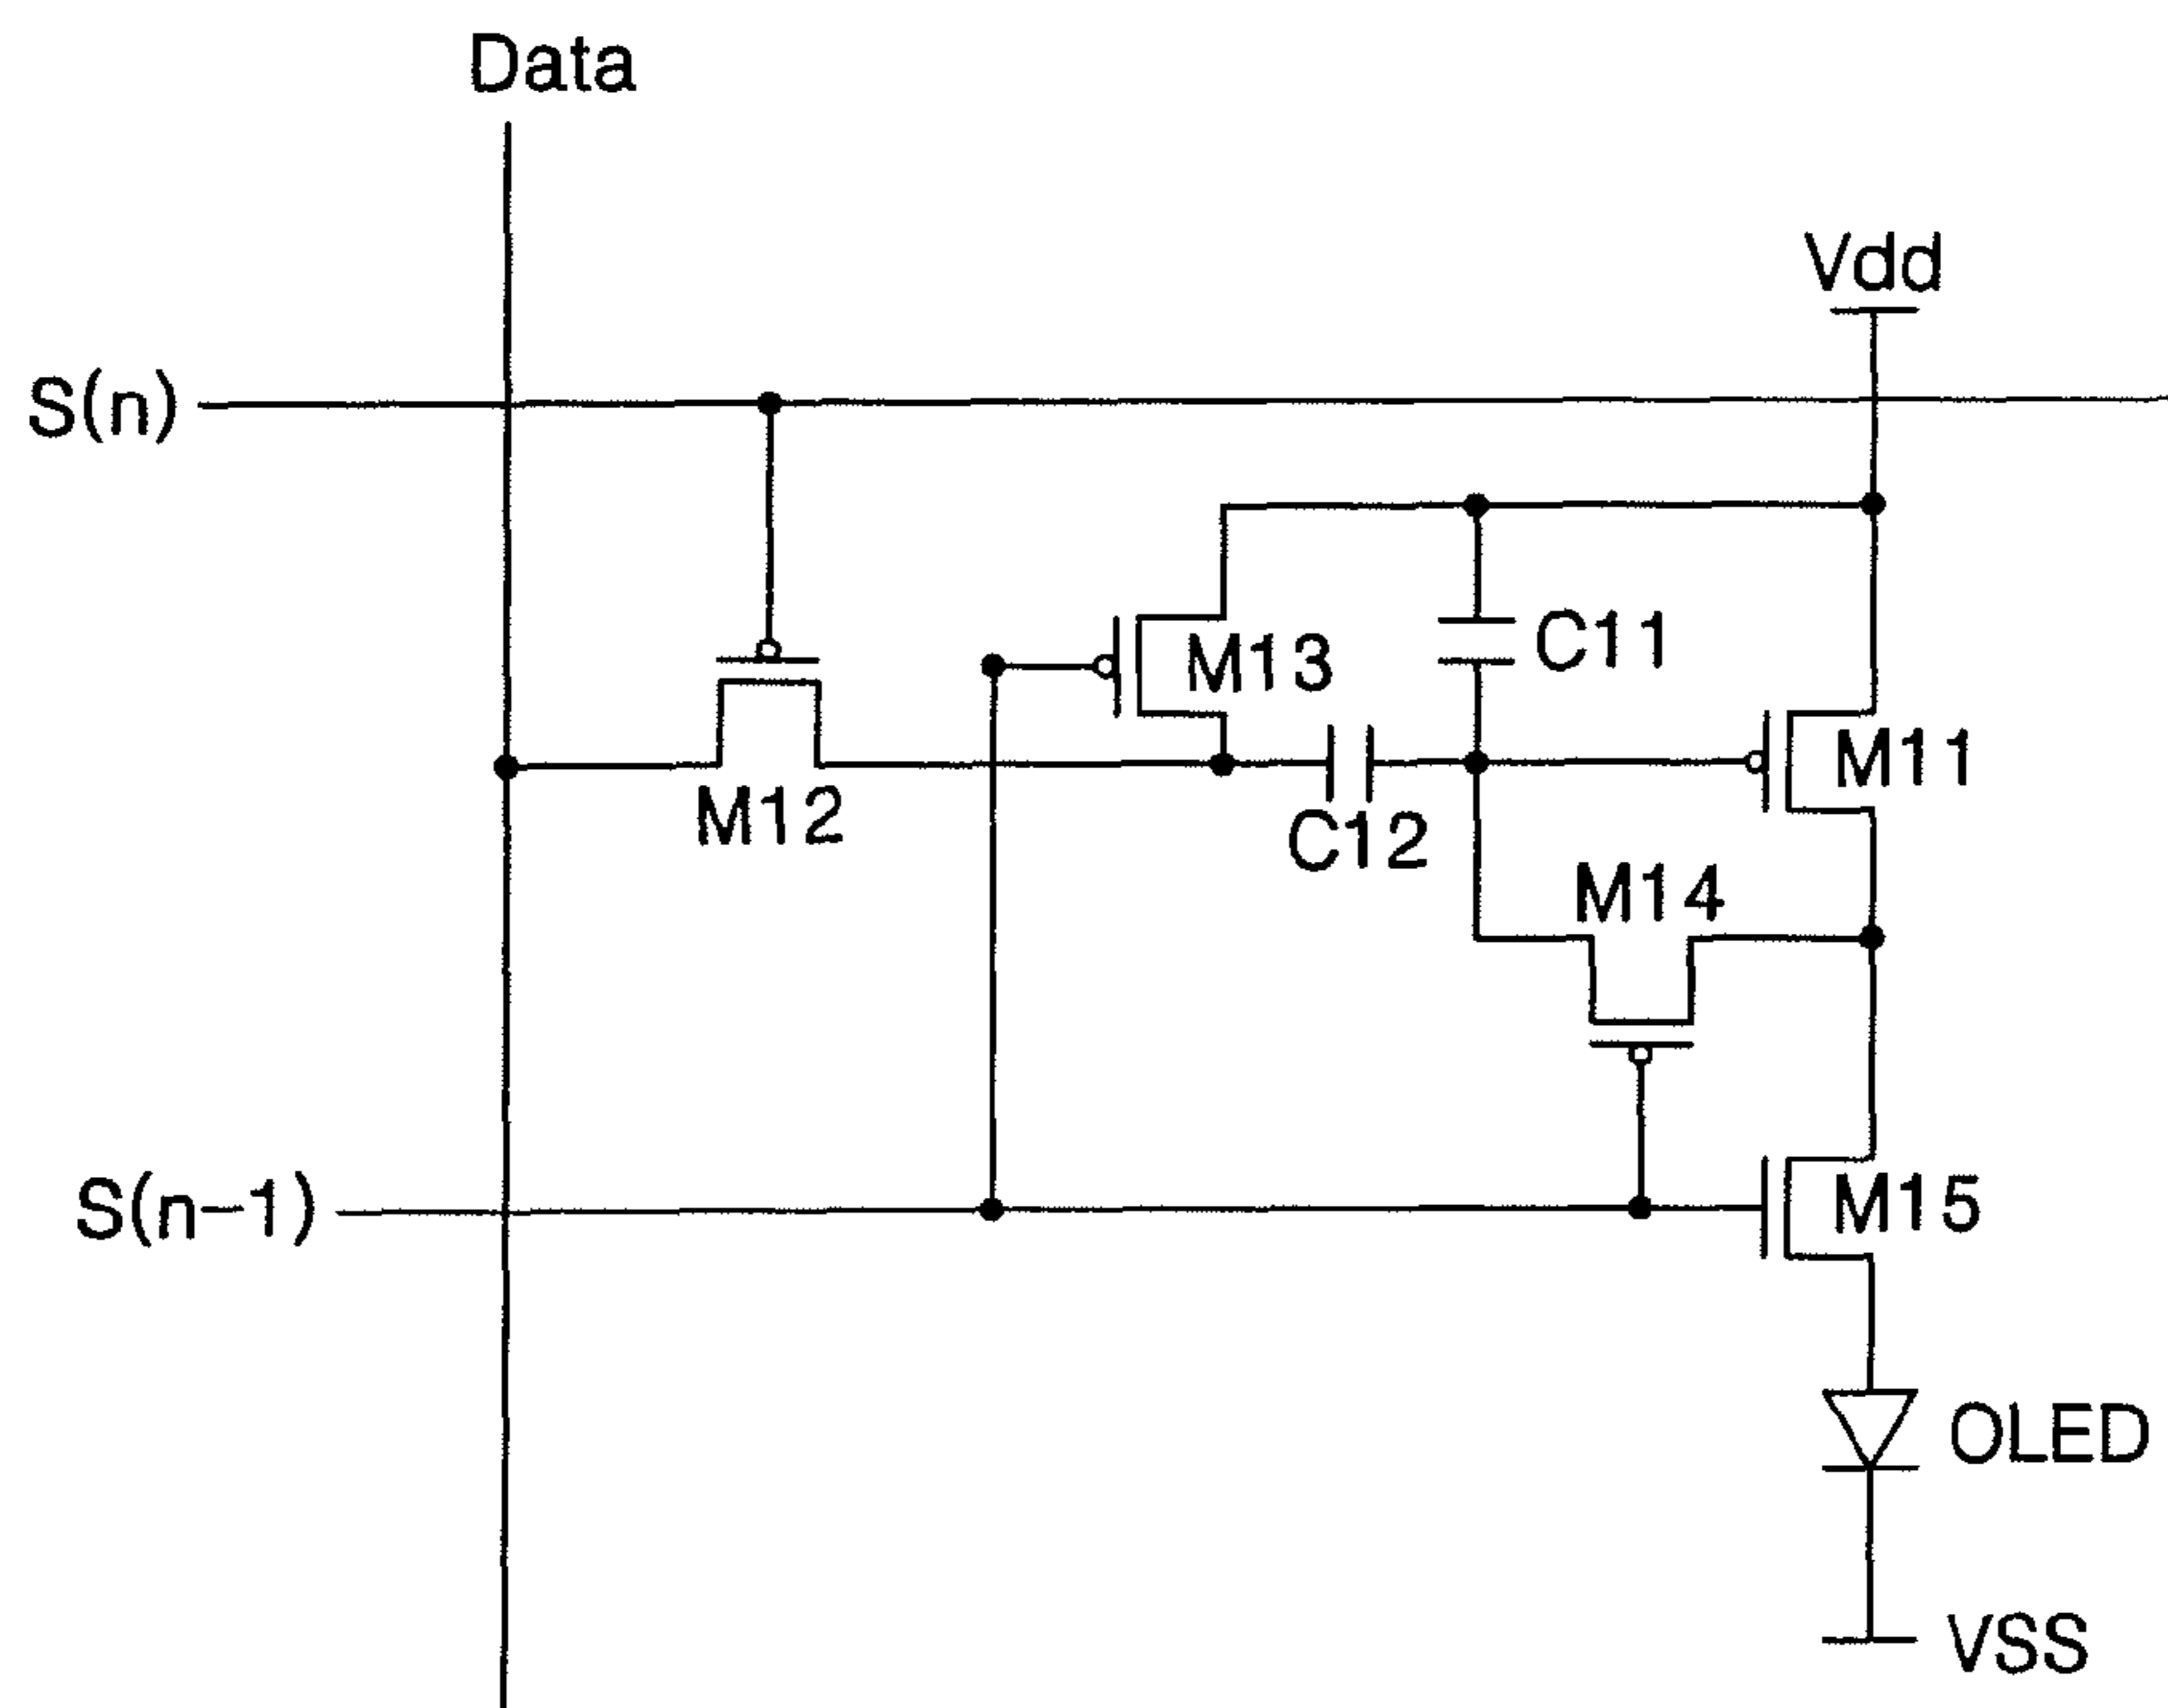 Data
Vdd
S(n)
M13
C11
M11
M12
C12
M14
S(n-1)
M15
OLED
VSS